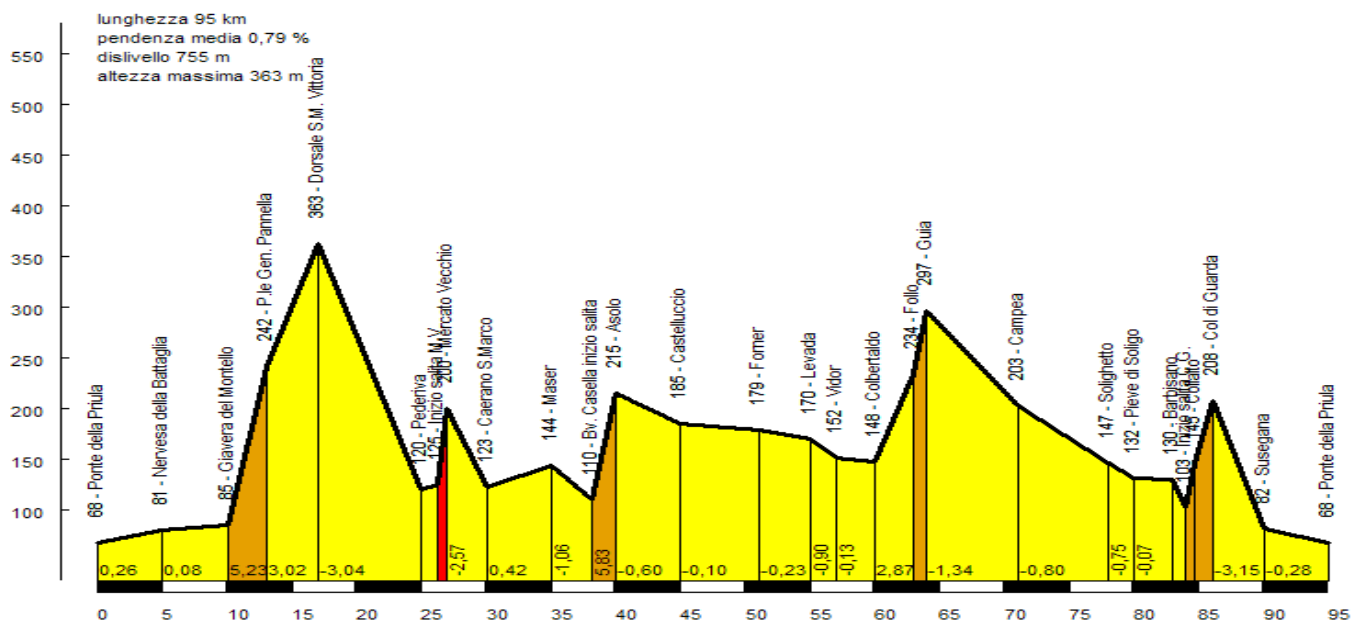 lunghezza 95 km
pendenza media 0,79 %
dislivello 755 m
altezza massima 363 m
550
500
450
400
350
300
250
200
150
100
68 - Ponte della Priula
81 - Nervesa della Battaglia
85 - Giavera del Montello
242 - P.le Gen. Pannella
363 - Dorsale S.M. Vittoria
120 - Pederiva
125 - Inizio salita M.V.
200 - Mercato Vecchio
123 - Caerano S.Marco
144 - Maser
110 - Bv. Casella inizio salita
215 - Asolo
185 - Castelluccio
179 - Forner
170 - Levada
152 - Vidor
148 - Colbertaldo
234 - Follo
297 - Guia
203 - Campea
147 - Solighetto
132 - Pieve di Soligo
130 - Barbisano
103 - Inizio salita C.G.
145 - Collalto
208 - Col di Guarda
82 - Susegana
68 - Ponte della Priula
0,26 0,08 5,23 3,02 -3,04 -2,57 0,42 -1,06 5,83 -0,60 -0,10 -0,23 -0,90 -0,13 2,87 -1,34 -0,80 -0,75 -0,07 -3,15 -0,28
0 5 10 15 20 25 30 35 40 45 50 55 60 65 70 75 80 85 90 95